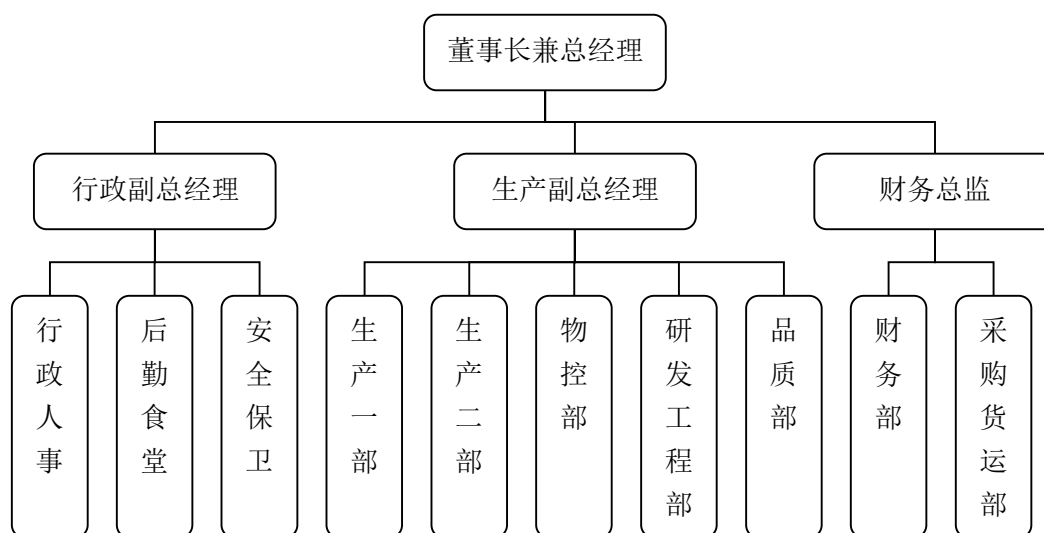 董事长兼总经理
行政副总经理
生产副总经理
财务总监
行政人事
后勤食堂
安全保卫
生产一部
生产二部
物控部
研发工程部
品质部
财务部
采购货运部